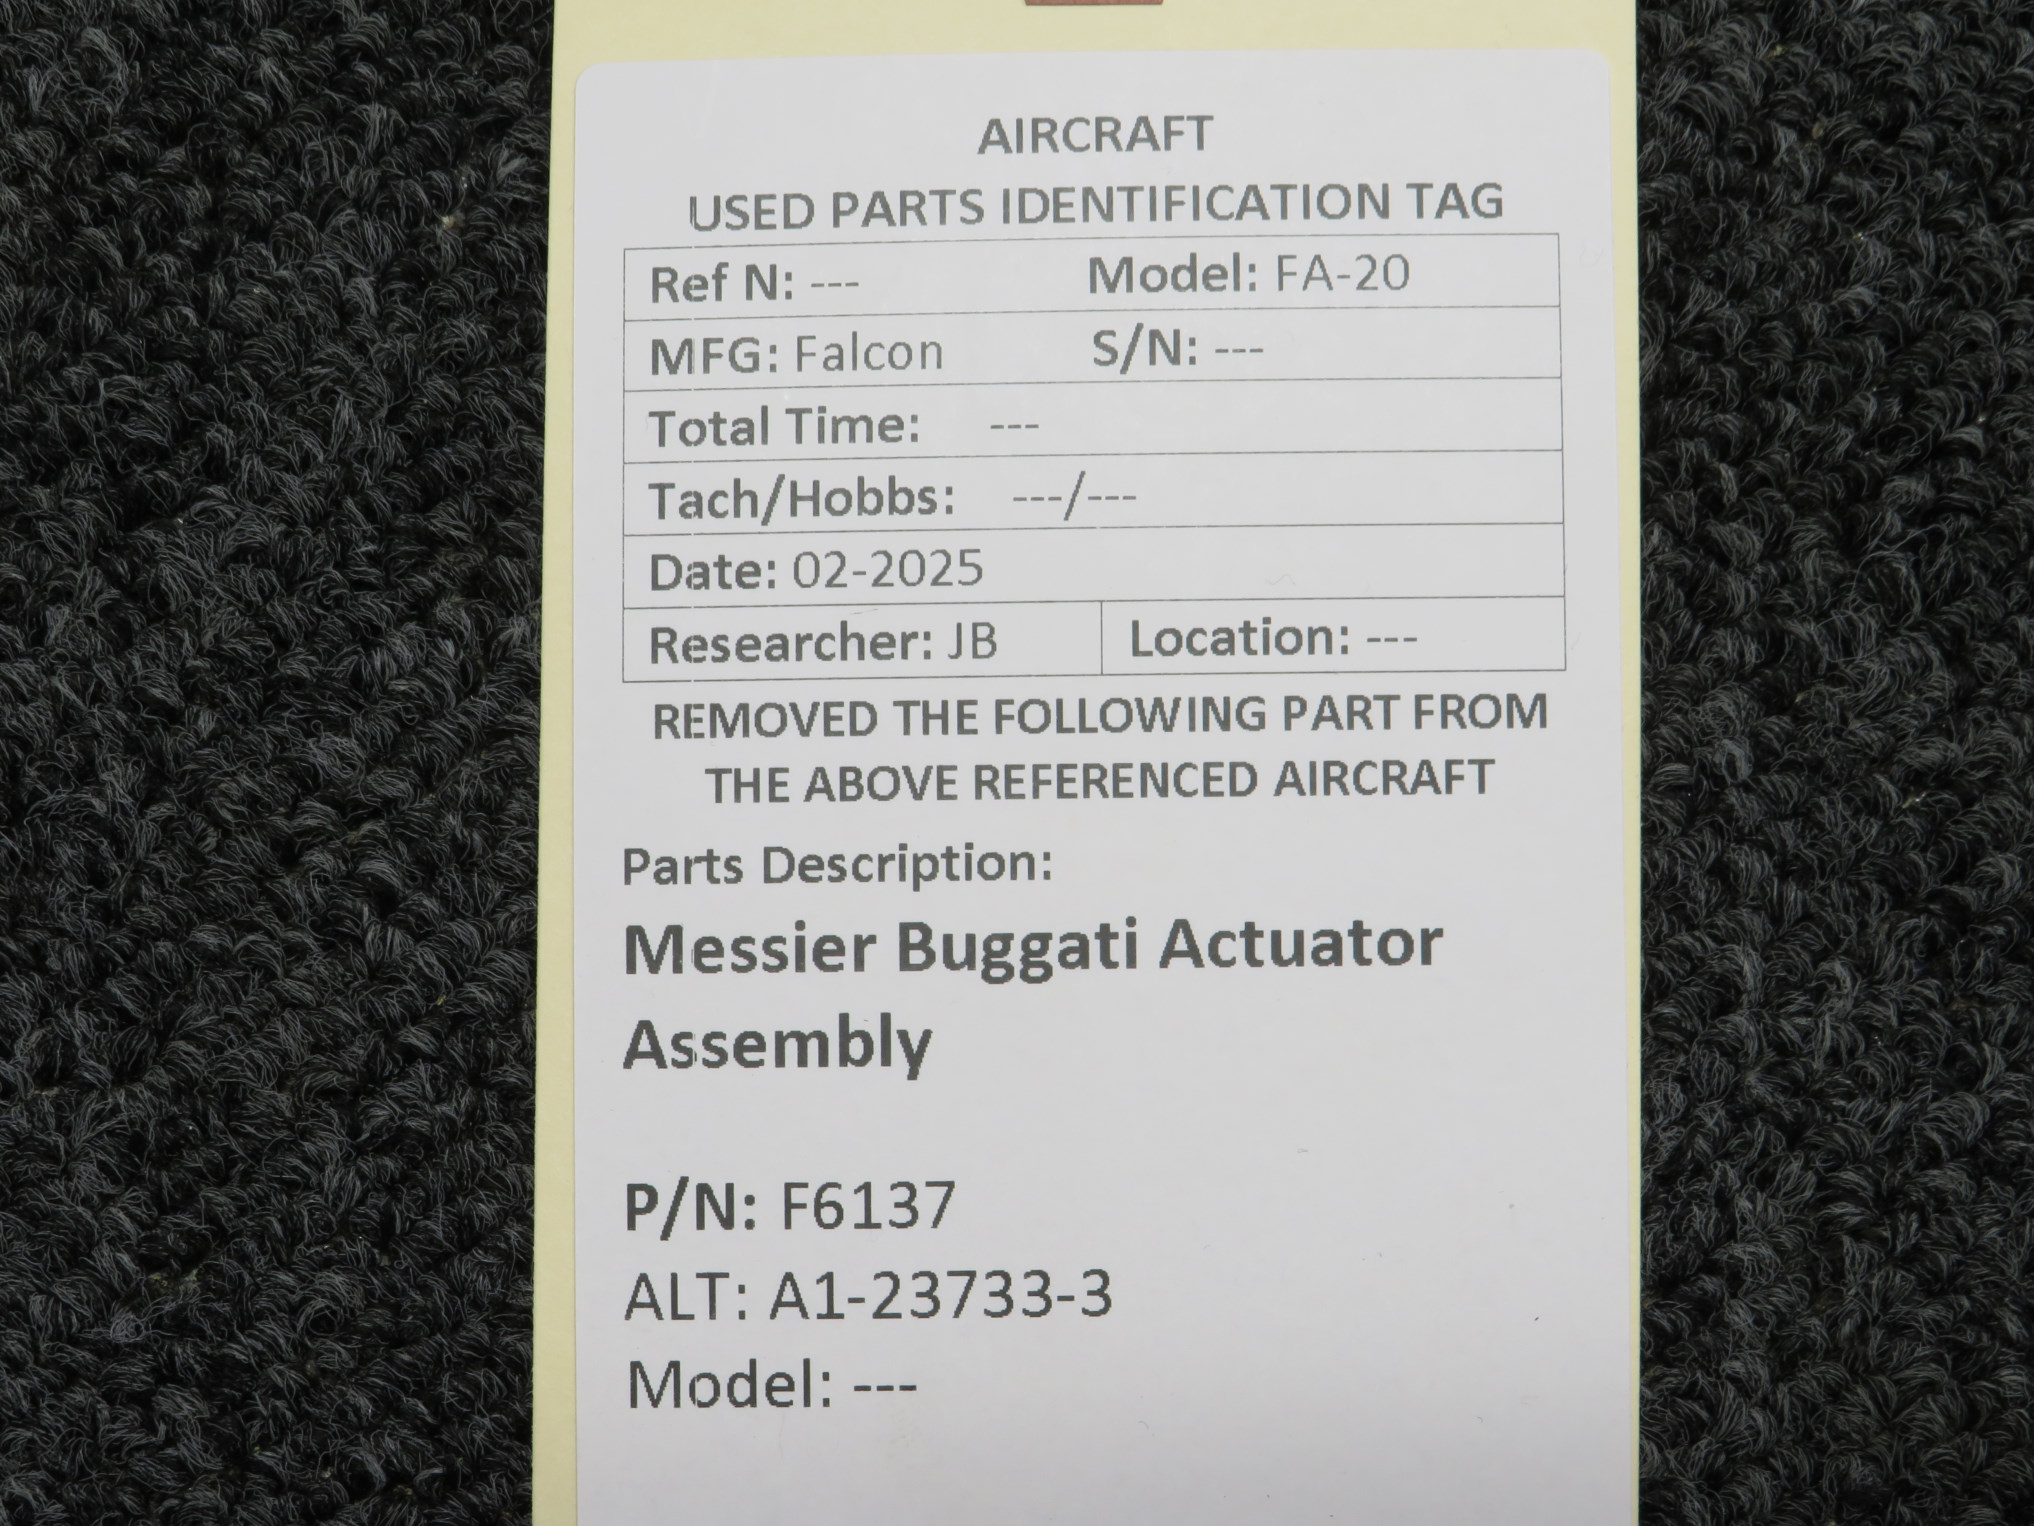 AIRCRAFT
USED PARTS IDENTIFICATION TAG
Ref N: --- Model: FA-20
MFG: Falcon S/N: ---
Total Time: ---
Tach/Hobbs: ---/---
Date: 02-2025
Researcher: JB Location: ---
REMOVED THE FOLLOWING PART FROM
THE ABOVE REFERENCED AIRCRAFT
Parts Description:
Messier Buggati Actuator
Assembly
P/N: F6137
ALT: A1-23733-3
Model: ---